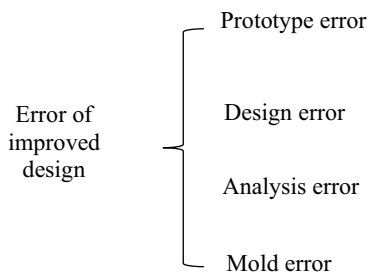 Error of
improved
design
Prototype error
Design error
Analysis error
Mold error